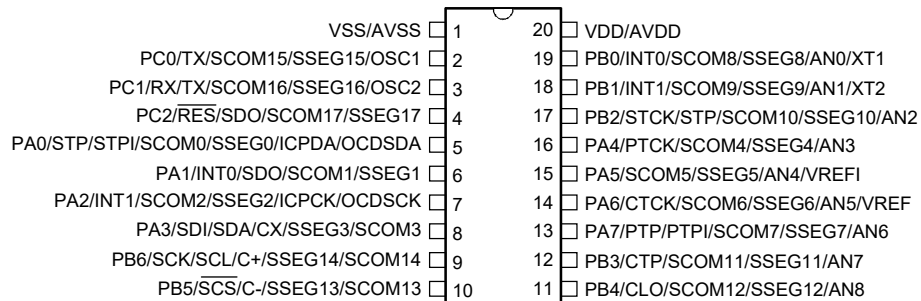 VSS/AVSS 1 20 VDD/AVDD
PC0/TX/SCOM15/SSEG15/OSC1 2 19 PB0/INT0/SCOM8/SSEG8/AN0/XT1
PC1/RX/TX/SCOM16/SSEG16/OSC2 3 18 PB1/INT1/SCOM9/SSEG9/AN1/XT2
PC2/RES/SDO/SCOM17/SSEG17 4 17 PB2/STCK/STP/SCOM10/SSEG10/AN2
PA0/STP/STPI/SCOM0/SSEG0/ICPDA/OCDSDA 5 16 PA4/PTCK/SCOM4/SSEG4/AN3
PA1/INT0/SDO/SCOM1/SSEG1 6 15 PA5/SCOM5/SSEG5/AN4/VREFI
PA2/INT1/SCOM2/SSEG2/ICPCK/OCDSCK 7 14 PA6/CTCK/SCOM6/SSEG6/AN5/VREF
PA3/SDI/SDA/CX/SSEG3/SCOM3 8 13 PA7/PTP/PTPI/SCOM7/SSEG7/AN6
PB6/SCK/SCL/C+/SSEG14/SCOM14 9 12 PB3/CTP/SCOM11/SSEG11/AN7
PB5/SCS/C-/SSEG13/SCOM13 10 11 PB4/CLO/SCOM12/SSEG12/AN8